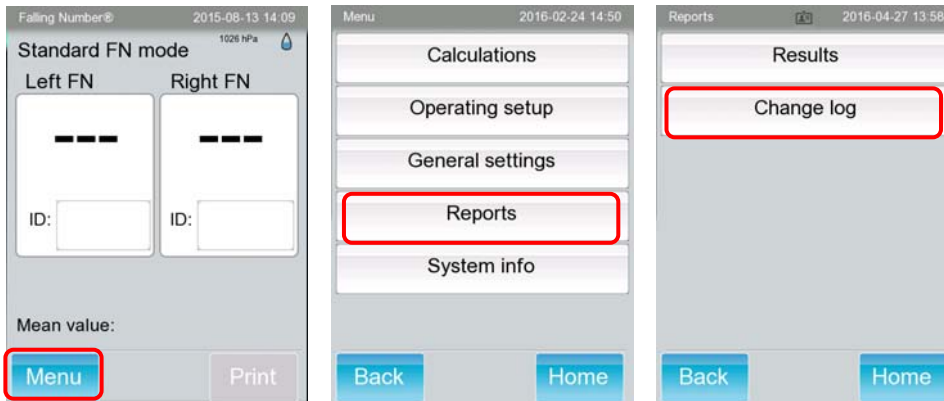 Falling Number® 2015-08-13 14:09
Standard FN mode 1026 hPa
Left FN Right FN
--- ---
ID: ID:
Mean value:
Menu Print
Menu 2016-02-24 14:50
Calculations
Operating setup
General settings
Reports
System info
Back Home
Reports 2016-04-27 13:58
Results
Change log
Back Home